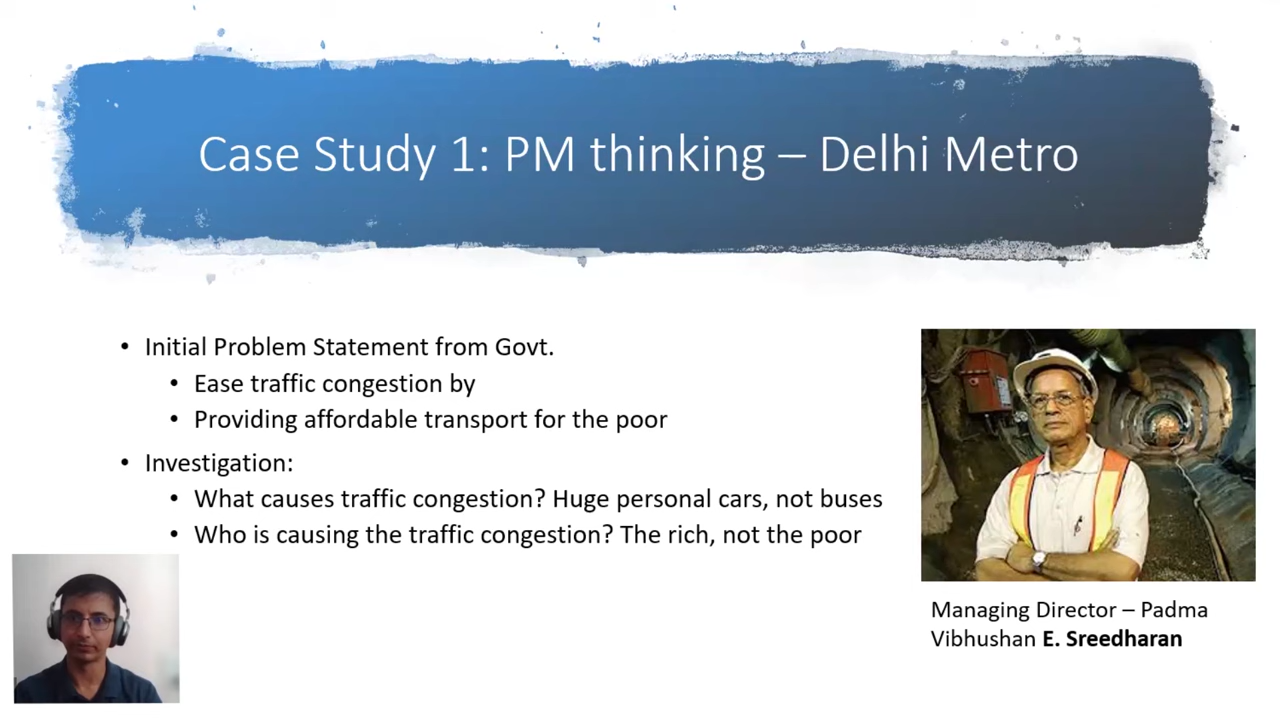 Case Study 1: PM thinking – Delhi Metro
• Initial Problem Statement from Govt.
• Ease traffic congestion by
• Providing affordable transport for the poor
• Investigation:
• What causes traffic congestion? Huge personal cars, not buses
• Who is causing the traffic congestion? The rich, not the poor
Managing Director – Padma
Vibhushan E. Sreedharan